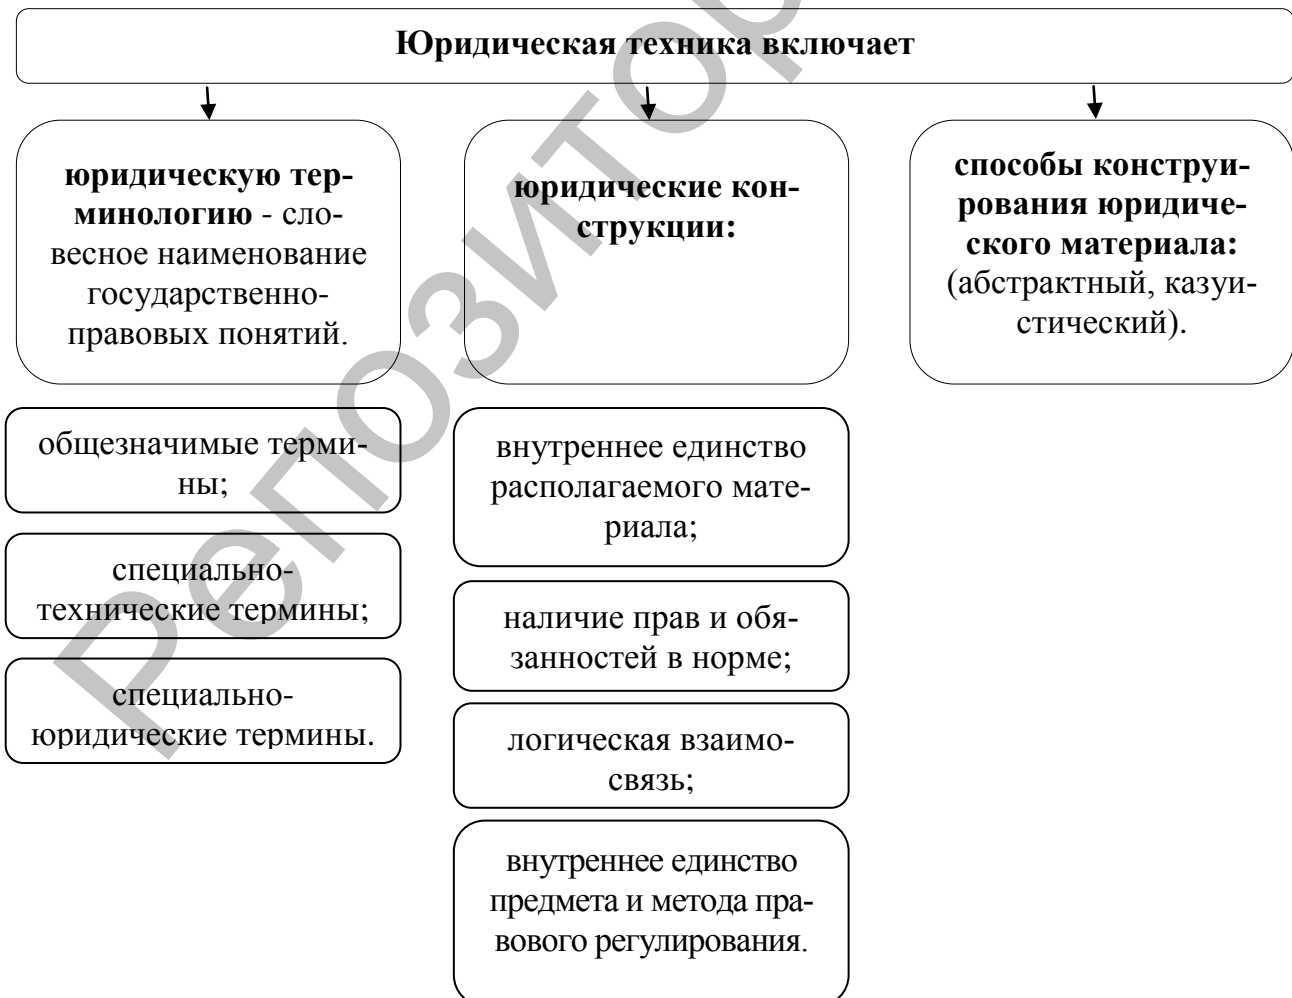 Юридическая техника включает
юридическую тер-
минологию - сло-
весное наименование
государственно-
правовых понятий.
общезначимые терми-
ны;
специально-
технические термины;
специально-
юридические термины.
юридические кон-
струкции:
внутреннее единство
располагаемого мате-
риала;
наличие прав и обя-
занностей в норме;
логическая взаимо-
связь;
внутреннее единство
предмета и метода пра-
вового регулирования.
способы конструи-
рования юридиче-
ского материала:
(абстрактный, казуи-
стический).
Репозитор